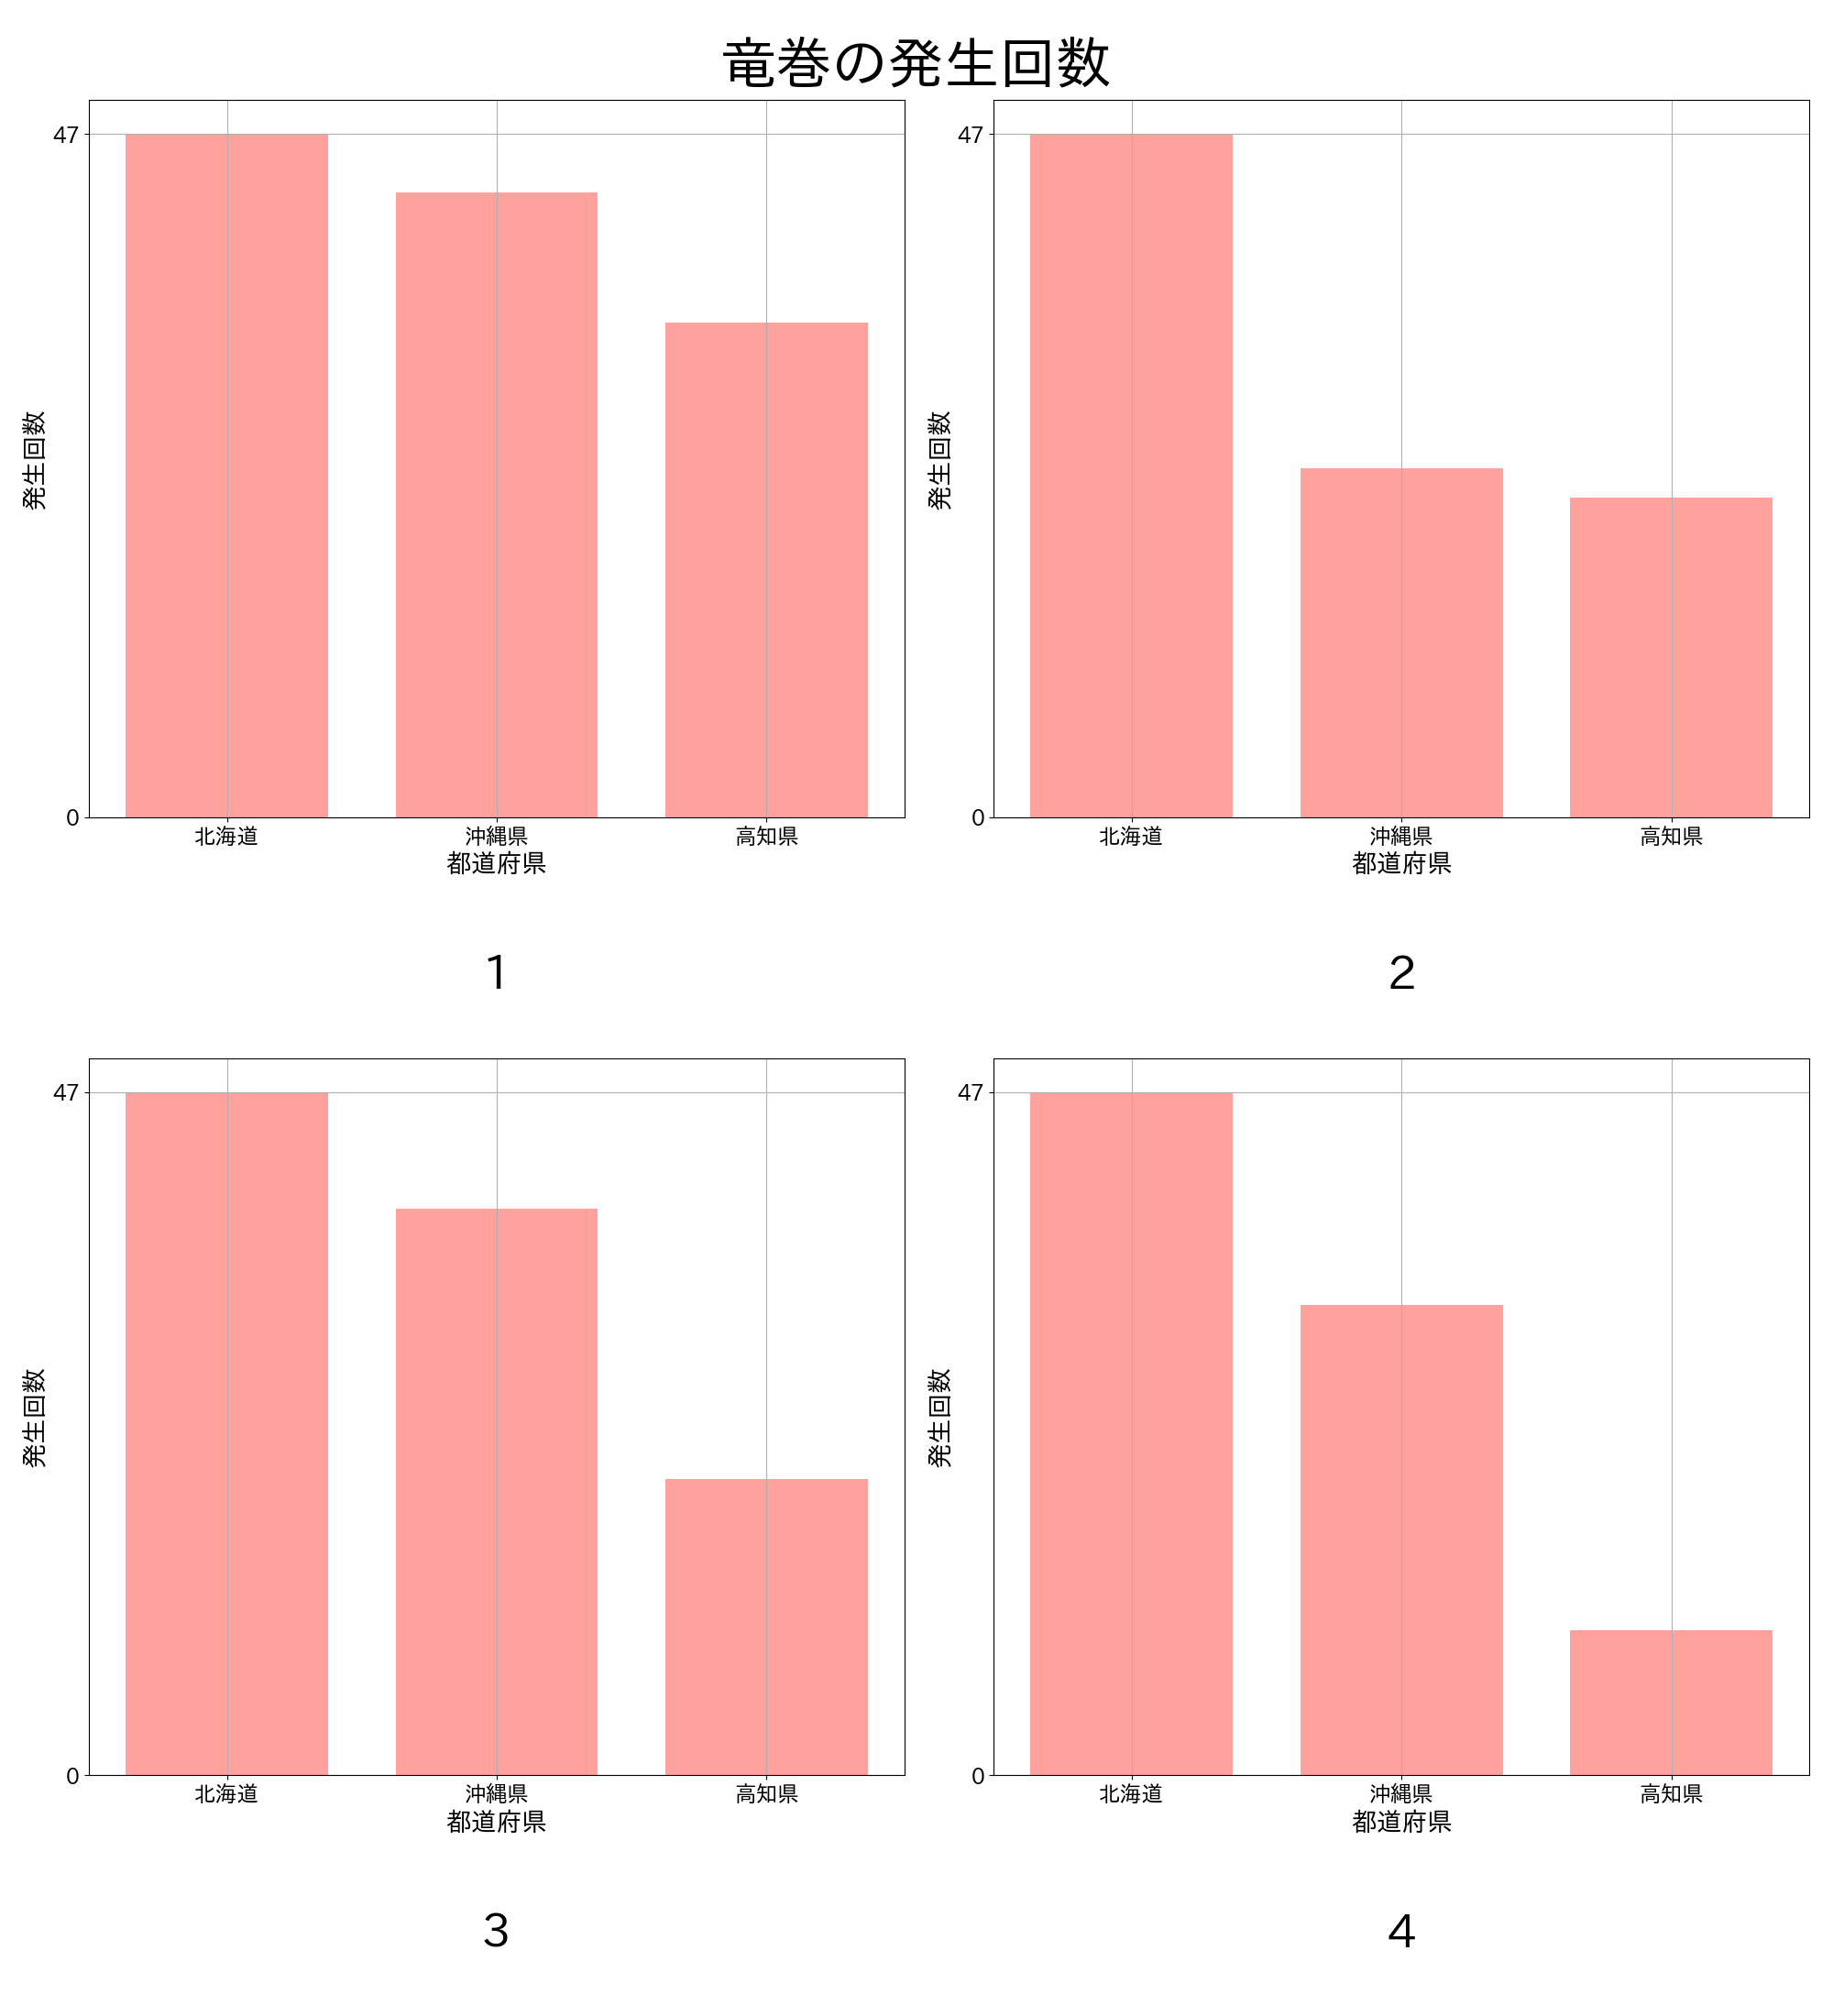 竜巻の発生回数
47
発生回数
0
北海道 沖縄県 高知県
都道府県
1
47
発生回数
0
北海道 沖縄県 高知県
都道府県
2
47
発生回数
0
北海道 沖縄県 高知県
都道府県
3
47
発生回数
0
北海道 沖縄県 高知県
都道府県
4